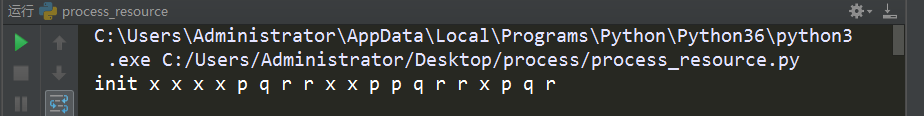 运行 process_resource
C:\Users\Administrator\AppData\Local\Programs\Python\Python36\python3
.exe C:/Users/Administrator/Desktop/process/process_resource.py
init x x x x p q r r x x p p q r r x p q r